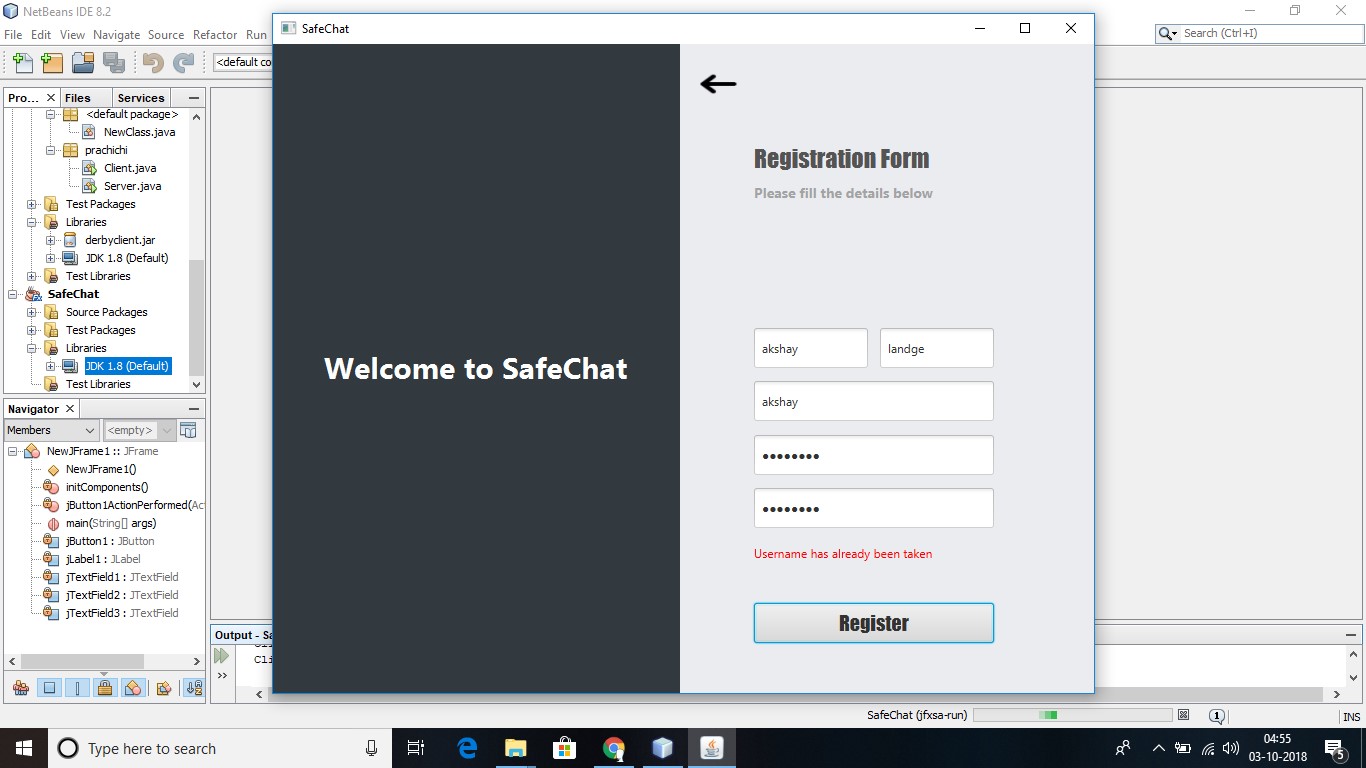 NetBeans IDE 8.2
SafeChat
File Edit View Navigate Source Refactor Run
Search (Ctrl+I)
<default co
Pro... Files Services
<default package>
NewClass.java
prachichi
Client.java
Server.java
Test Packages
Libraries
derbyclient.jar
JDK 1.8 (Default)
Test Libraries
SafeChat
Source Packages
Test Packages
Libraries
JDK 1.8 (Default)
Test Libraries
Navigator
Members <empty>
NewJFrame1 :: JFrame
NewJFrame1()
initComponents()
jButton1ActionPerformed(Act
main(String[] args)
jButton1 : JButton
jLabel1 : JLabel
jTextField1 : JTextField
jTextField2 : JTextField
jTextField3 : JTextField
Welcome to SafeChat
Registration Form
Please fill the details below
akshay landge
akshay
Username has already been taken
Register
Output - Sa
Cli
SafeChat (jfxsa-run) 1 INS
Type here to search
04:55
03-10-2018
5